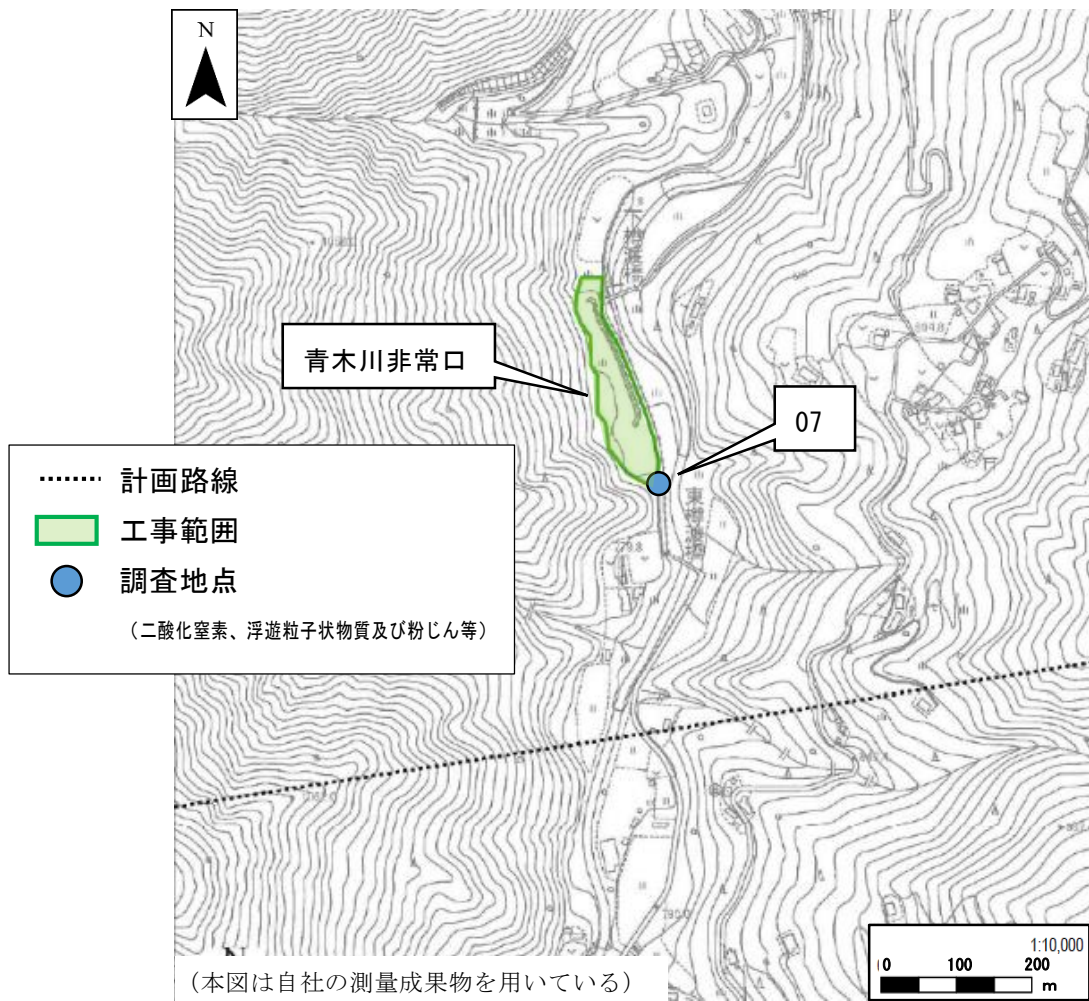 N
青木川非常口
07
計画路線
工事範囲
調査地点
（二酸化窒素、浮遊粒子状物質及び粉じん等）
（本図は自社の測量成果物を用いている）
1:10,000
0 100 200
m